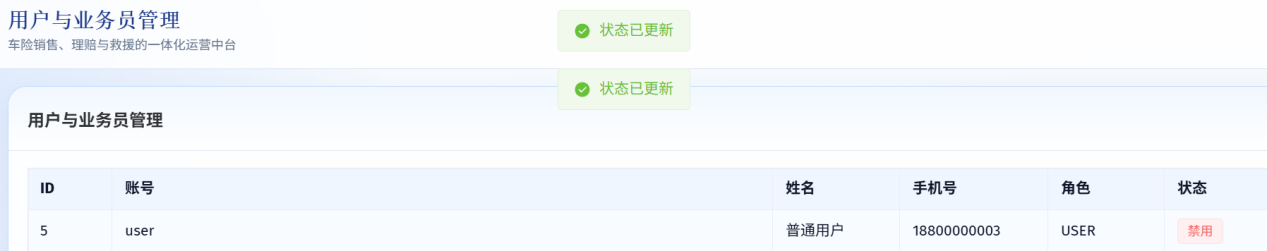 用户与业务员管理
车险销售、理赔与救援的一体化运营中台
状态已更新
状态已更新
用户与业务员管理
ID 账号 姓名 手机号 角色 状态
5 user 普通用户 18800000003 USER 禁用